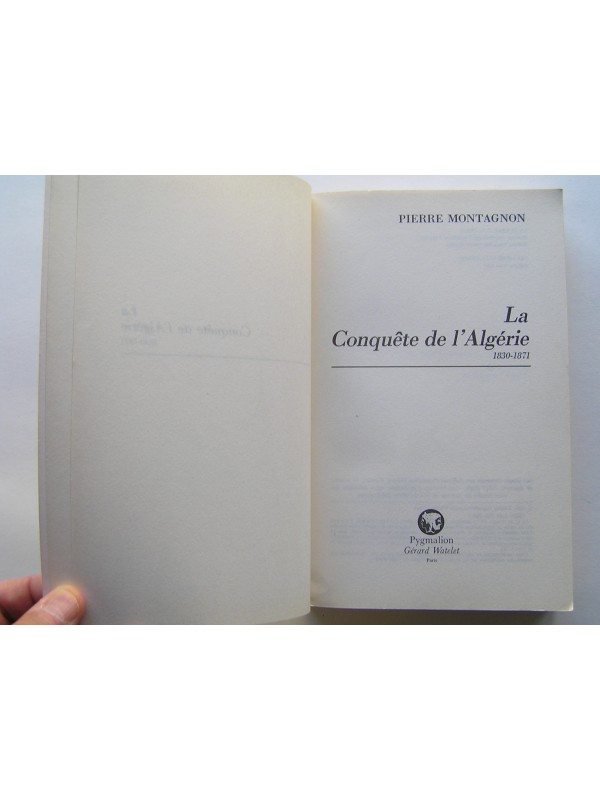 PIERRE MONTAGNON
La
Conquête de l'Algérie
1830-1871
Pygmalion
Gérard Watelet
Paris